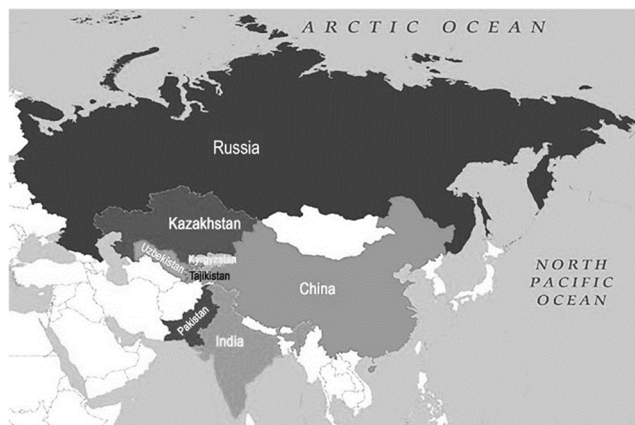 ARCTIC OCEAN
Russia
Kazakhstan
Uzbekistan
Kyrgyzstan
Tajikistan
China
NORTH
PACIFIC
OCEAN
Pakistan
India